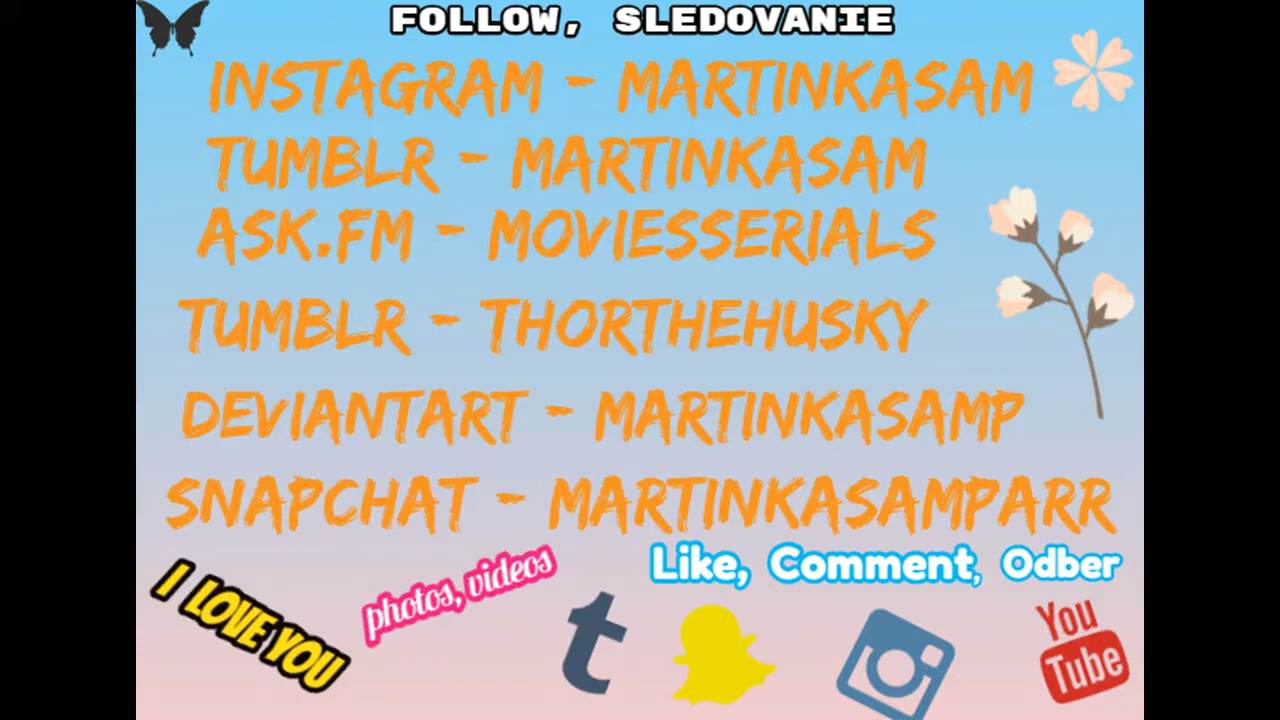 FOLLOW, SLEDOVANIE
INSTAGRAM - MARTINKASAM
TUMBLR - MARTINKASAM
ASK.FM - MOVIESSERIALS
TUMBLR - THORTHEHUSKY
DEVIANTART - MARTINKASAMP
SNAPCHAT - MARTINKASAMPARR
Like, Comment, Odber
photos, videos
I LOVE YOU
t
You
Tube